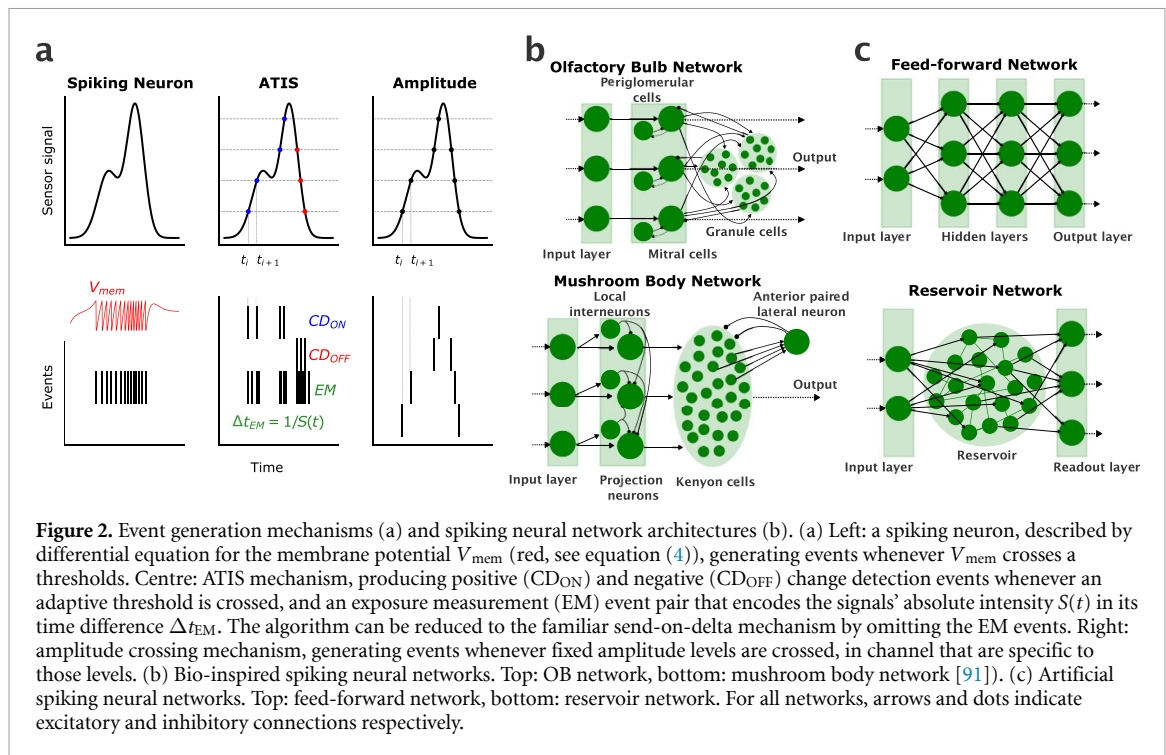 a
Spiking Neuron
ATIS
Amplitude
Sensor signal
t_i t_{i+1}
t_i t_{i+1}
V_mem
CD_ON
CD_OFF
EM
Δt_EM = 1/S(t)
Events
Time
b
Olfactory Bulb Network
Periglomerular
cells
Output
Granule cells
Input layer
Mitral cells
Mushroom Body Network
Local
interneurons
Anterior paired
lateral neuron
Output
Input layer
Projection
neurons
Kenyon cells
c
Feed-forward Network
Input layer
Hidden layers
Output layer
Reservoir Network
Input layer
Reservoir
Readout layer
Figure 2. Event generation mechanisms (a) and spiking neural network architectures (b). (a) Left: a spiking neuron, described by
differential equation for the membrane potential V_mem (red, see equation (4)), generating events whenever V_mem crosses a
thresholds. Centre: ATIS mechanism, producing positive (CD_ON) and negative (CD_OFF) change detection events whenever an
adaptive threshold is crossed, and an exposure measurement (EM) event pair that encodes the signals' absolute intensity S(t) in its
time difference Δt_EM. The algorithm can be reduced to the familiar send-on-delta mechanism by omitting the EM events. Right:
amplitude crossing mechanism, generating events whenever fixed amplitude levels are crossed, in channel that are specific to
those levels. (b) Bio-inspired spiking neural networks. Top: OB network, bottom: mushroom body network [91]). (c) Artificial
spiking neural networks. Top: feed-forward network, bottom: reservoir network. For all networks, arrows and dots indicate
excitatory and inhibitory connections respectively.